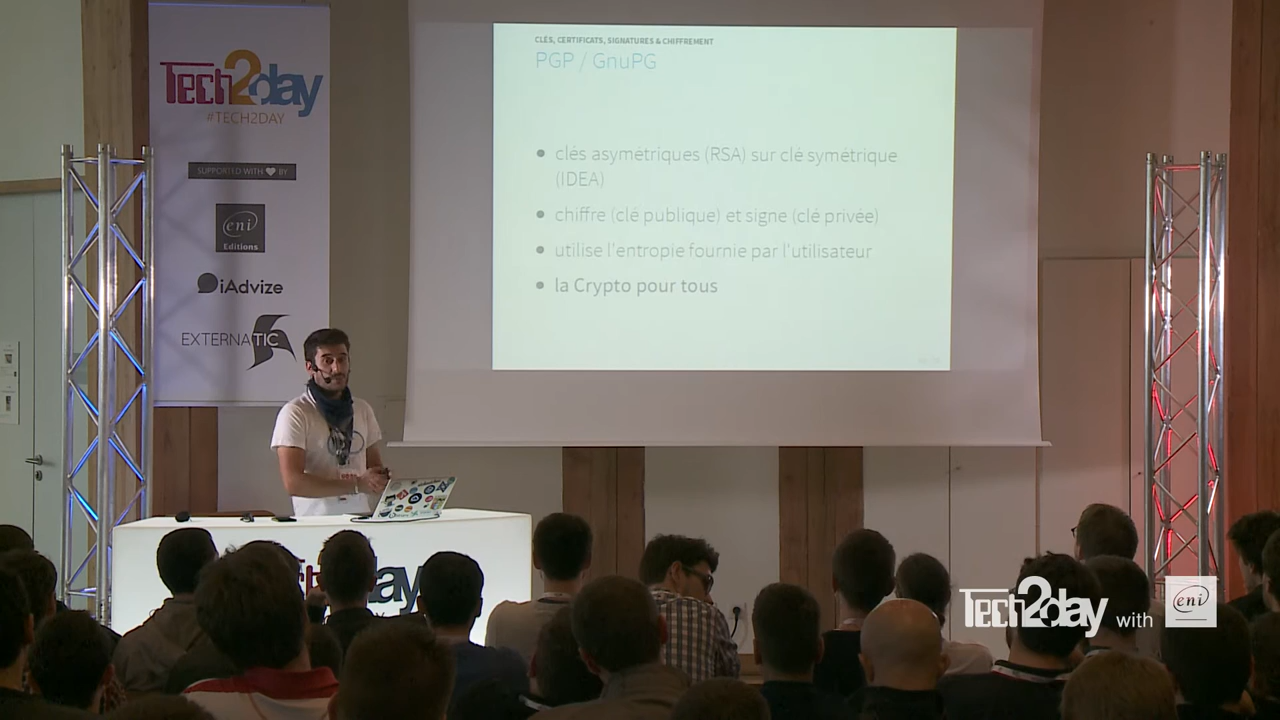 CLÉS, CERTIFICATS, SIGNATURES & CHIFFREMENT
PGP / GnuPG
clés asymétriques (RSA) sur clé symétrique
(IDEA)
chiffre (clé publique) et signe (clé privée)
utilise l'entropie fournie par l'utilisateur
la Crypto pour tous
Tech2day
#TECH2DAY
SUPPORTED WITH BY
eni
Editions
iAdvize
EXTERNATIC
Tech2day with eni